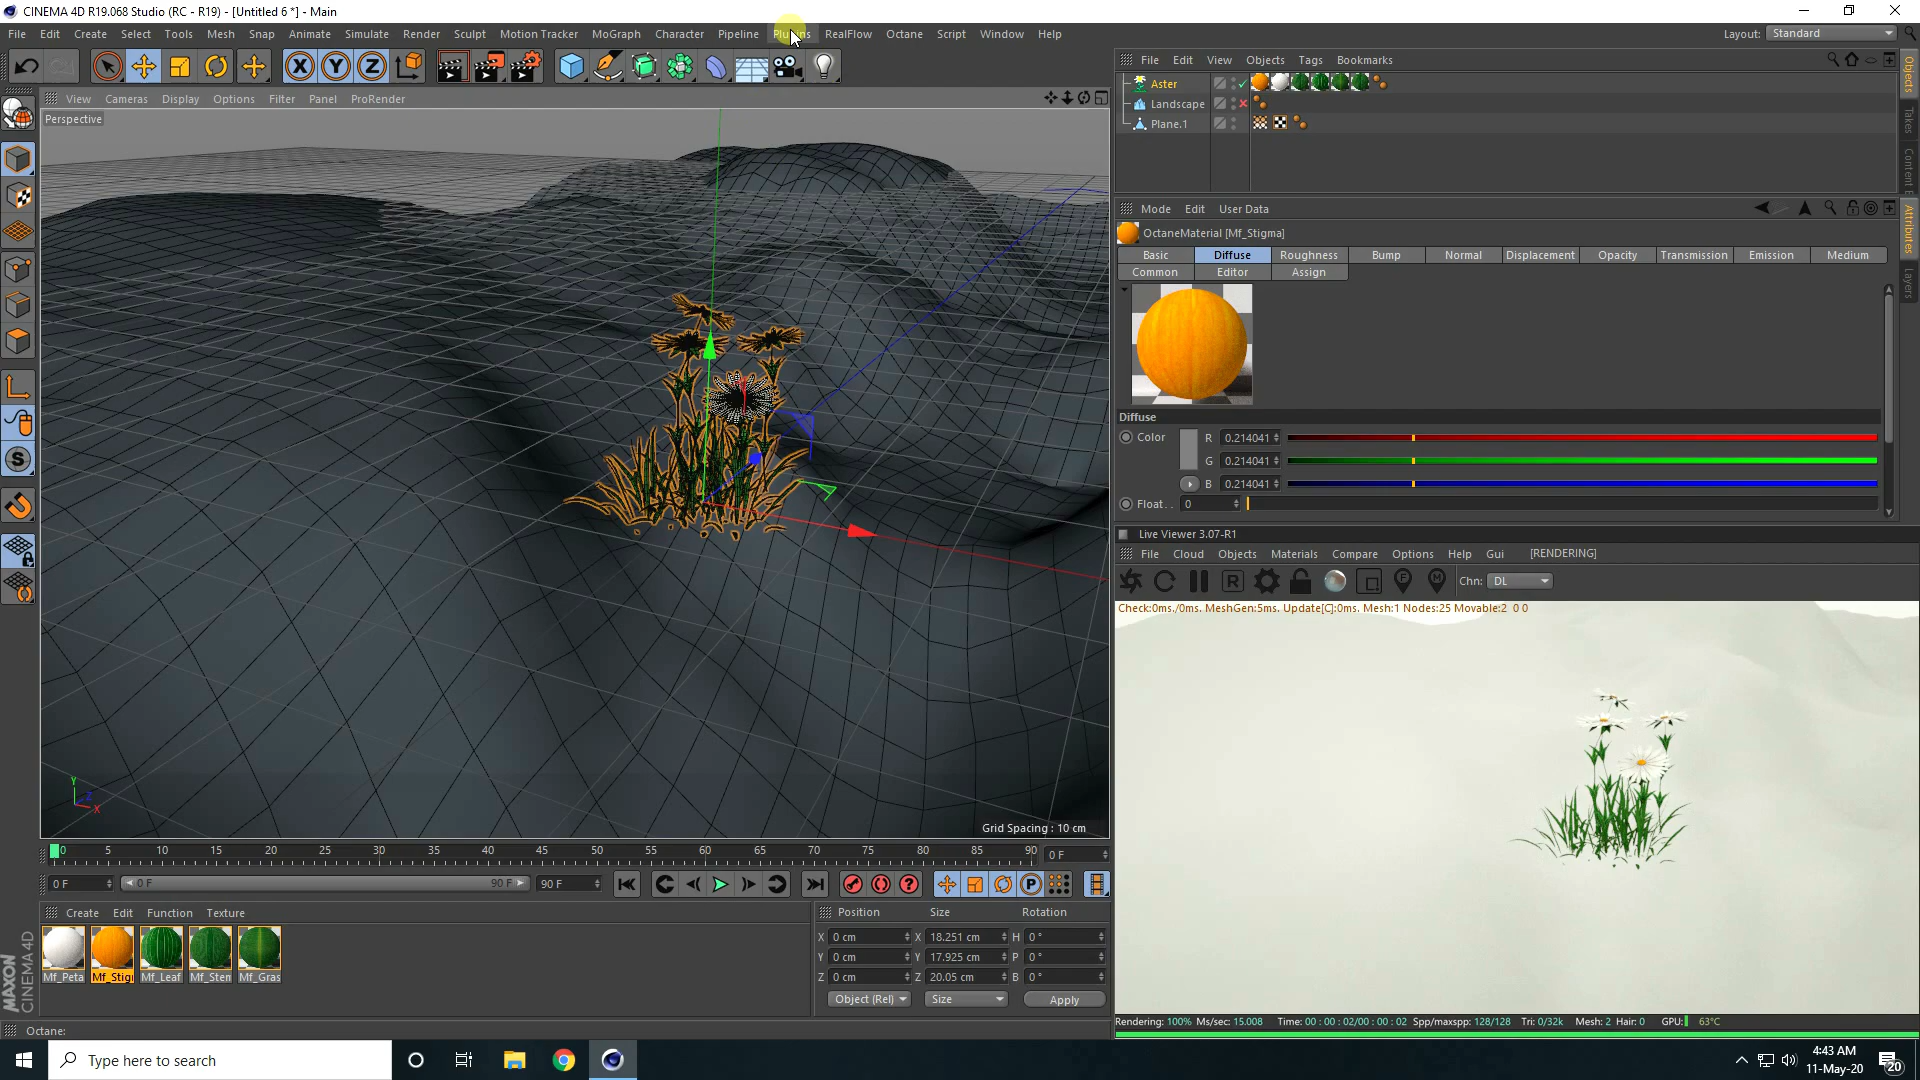 CINEMA 4D R19.068 Studio (RC - R19) - [Untitled 6 *] - Main
File Edit Create Select Tools Mesh Snap Animate Simulate Render Sculpt Motion Tracker MoGraph Character Pipeline Plugins RealFlow Octane Script Window Help
Layout: Standard
File Edit View Objects Tags Bookmarks
Aster
Landscape
Plane.1
Objects
Takes
Attributes
Layers
View Cameras Display Options Filter Panel ProRender
Perspective
Grid Spacing : 10 cm
Y Z X
Mode Edit User Data
OctaneMaterial [Mf_Stigma]
Basic Diffuse Roughness Bump Normal Displacement Opacity Transmission Emission Medium
Common Editor Assign
Diffuse
Color R 0.214041
G 0.214041
B 0.214041
Float. . 0
Live Viewer 3.07-R1
File Cloud Objects Materials Compare Options Help Gui [RENDERING]
Chn: DL
Check:0ms./0ms. MeshGen:5ms. Update[C]:0ms. Mesh:1 Nodes:25 Movable:2 0 0
Rendering: 100% Ms/sec: 15.008 Time: 00 : 00 : 02/00 : 00 : 02 Spp/maxspp: 128/128 Tri: 0/32k Mesh: 2 Hair: 0 GPU: 63°C
0 5 10 15 20 25 30 35 40 45 50 55 60 65 70 75 80 85 90 0 F
0 F 0 F 90 F 90 F
Create Edit Function Texture
Mf_Peta Mf_Stigi Mf_Leaf Mf_Sten Mf_Gras
Position Size Rotation
X 0 cm X 18.251 cm H 0 °
Y 0 cm Y 17.925 cm P 0 °
Z 0 cm Z 20.05 cm B 0 °
Object (Rel) Size Apply
MAXON
CINEMA 4D
Octane:
Type here to search
4:43 AM
11-May-20
20